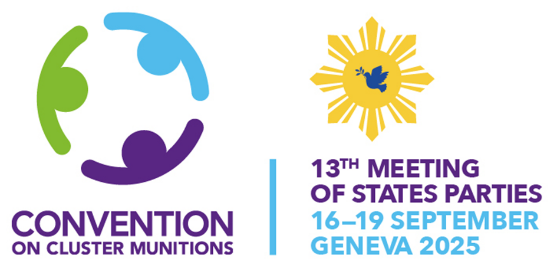 CONVENTION
ON CLUSTER MUNITIONS
13TH MEETING
OF STATES PARTIES
16–19 SEPTEMBER
GENEVA 2025